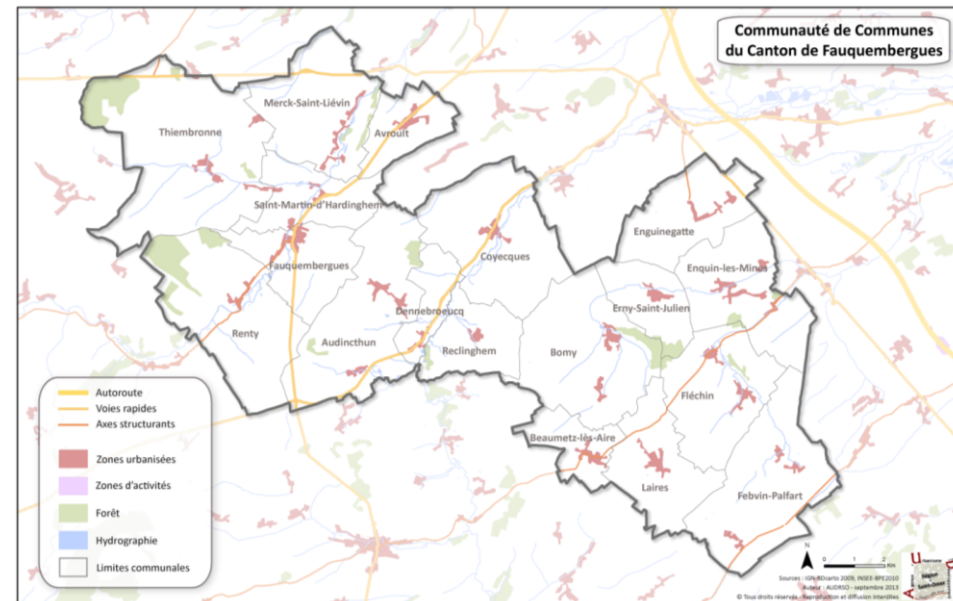 Communauté de Communes
du Canton de Fauquembergues
Merck-Saint-Liévin
Thiembronne
Avroult
Saint-Martin-d'Hardinghem
Enguinegatte
Coyecques
Fauquembergues
Enquin-les-Mines
Erny-Saint-Julien
Dennebroeucq
Renty
Audincthun
Reclinghem
Bomy
Fléchin
Beaumetz-lès-Aire
Laires
Febvin-Palfart
Autoroute
Voies rapides
Axes structurants
Zones urbanisées
Zones d'activités
Forêt
Hydrographie
Limites communales
N
0 1 2
Km
Sources : IGN-BDcarto 2009, INSEE-BPE2010
Auteur : AUDRSO - septembre 2013
© Tous droits réservés - Reproduction et diffusion interdites